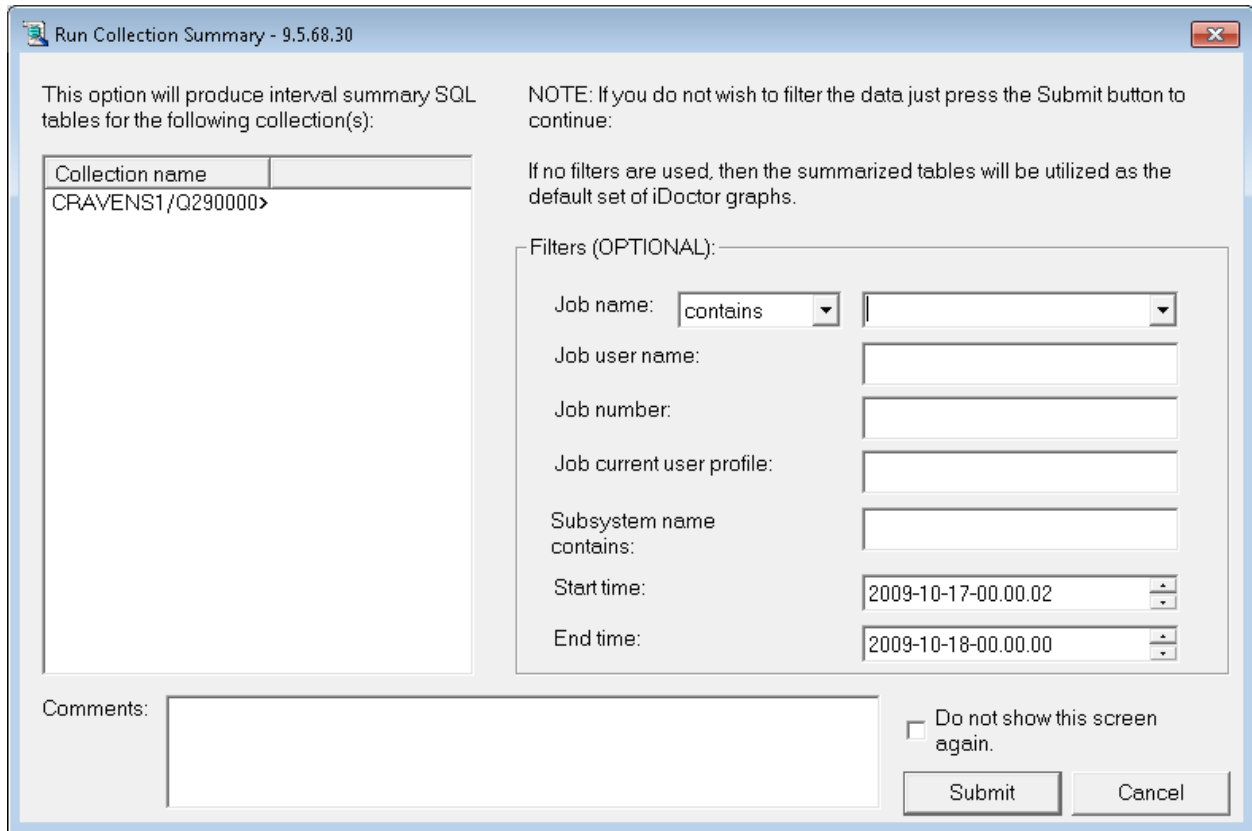 Run Collection Summary - 9.5.68.30
This option will produce interval summary SQL
tables for the following collection(s):
Collection name
CRAVENS1/Q290000>
NOTE: If you do not wish to filter the data just press the Submit button to
continue:
If no filters are used, then the summarized tables will be utilized as the
default set of iDoctor graphs.
Filters (OPTIONAL):
Job name: contains
Job user name:
Job number:
Job current user profile:
Subsystem name
contains:
Start time: 2009-10-17-00.00.02
End time: 2009-10-18-00.00.00
Comments:
Do not show this screen
again.
Submit Cancel